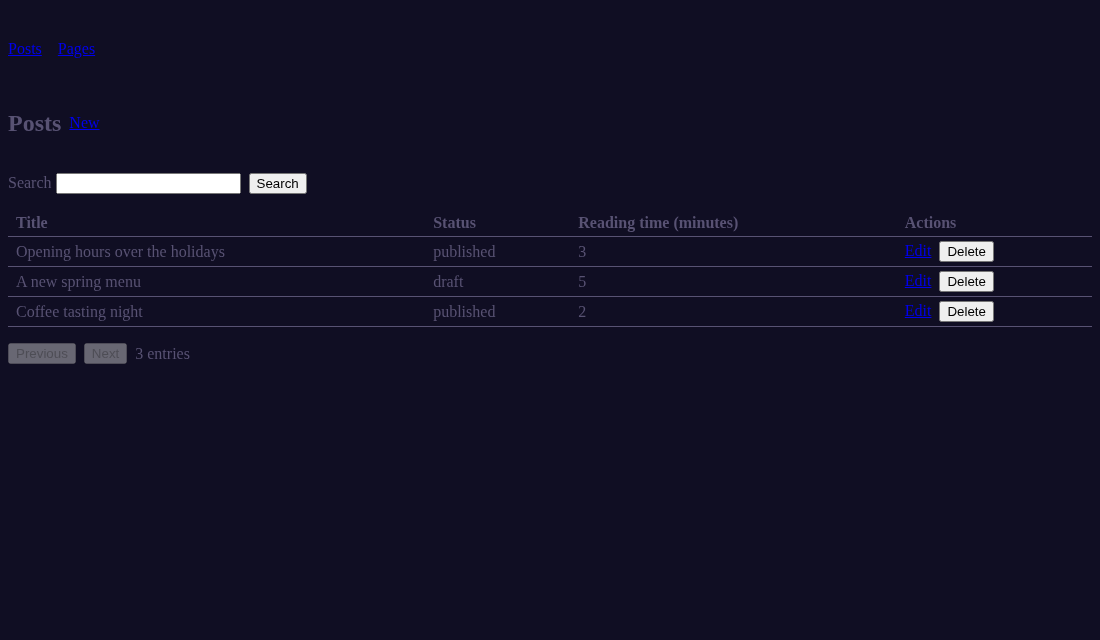 Posts Pages
Posts New
Search Search
Title Status Reading time (minutes) Actions
Opening hours over the holidays published 3 Edit Delete
A new spring menu draft 5 Edit Delete
Coffee tasting night published 2 Edit Delete
Previous Next 3 entries